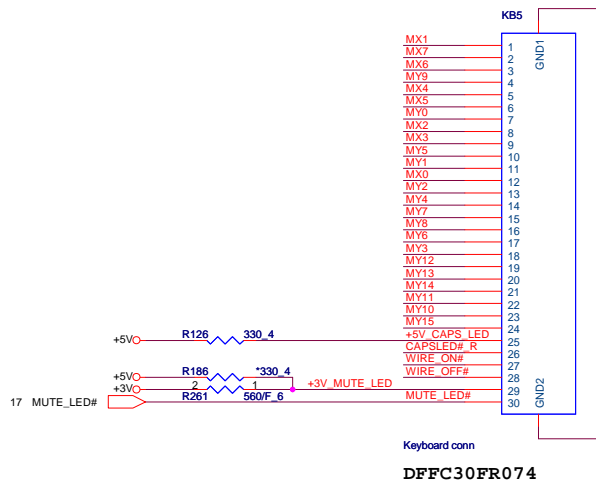 KB5
MX1 1 GND1
MX7 2
MX6 3
MY9 4
MX4 5
MX5 6
MY0 7
MX2 8
MX3 9
MY5 10
MY1 11
MX0 12
MY2 13
MY4 14
MY7 15
MY8 16
MY6 17
MY3 18
MY12 19
MY13 20
MY14 21
MY11 22
MY10 23
MY15 24
+5V R126 330_4 +5V_CAPS_LED 25
CAPSLED#_R 26
WIRE_ON# 27
+5V R186 *330_4 WIRE_OFF# 28
+3V 2 1 +3V_MUTE_LED 29 GND2
17 MUTE_LED# R261 560/F_6 MUTE_LED# 30
Keyboard conn
DFFC30FR074